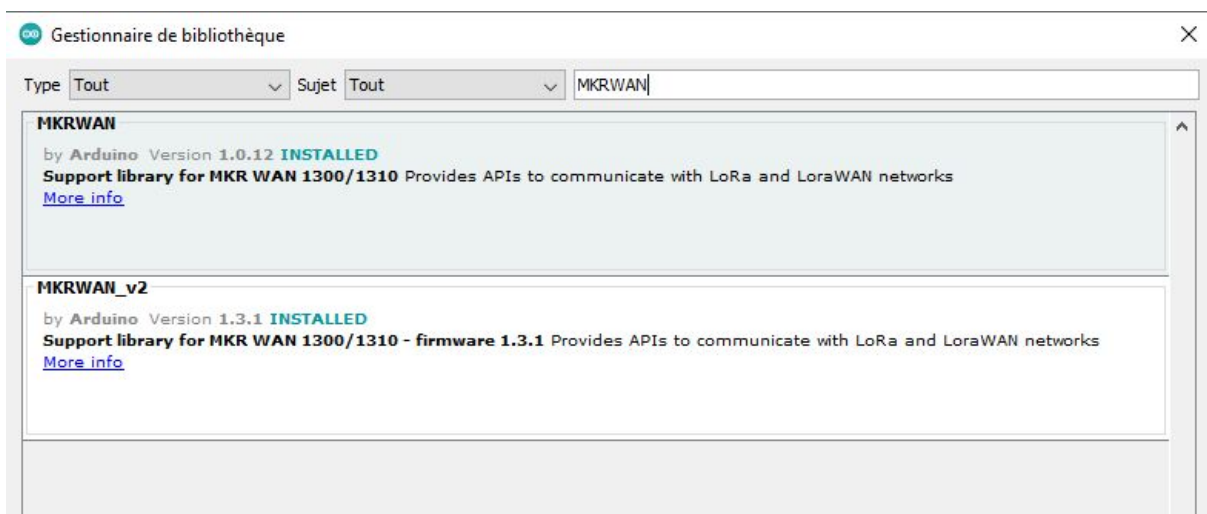 Gestionnaire de bibliothèque
Type Tout Sujet Tout MKRWAN
MKRWAN
by Arduino Version 1.0.12 INSTALLED
Support library for MKR WAN 1300/1310 Provides APIs to communicate with LoRa and LoraWAN networks
More info
MKRWAN_v2
by Arduino Version 1.3.1 INSTALLED
Support library for MKR WAN 1300/1310 - firmware 1.3.1 Provides APIs to communicate with LoRa and LoraWAN networks
More info